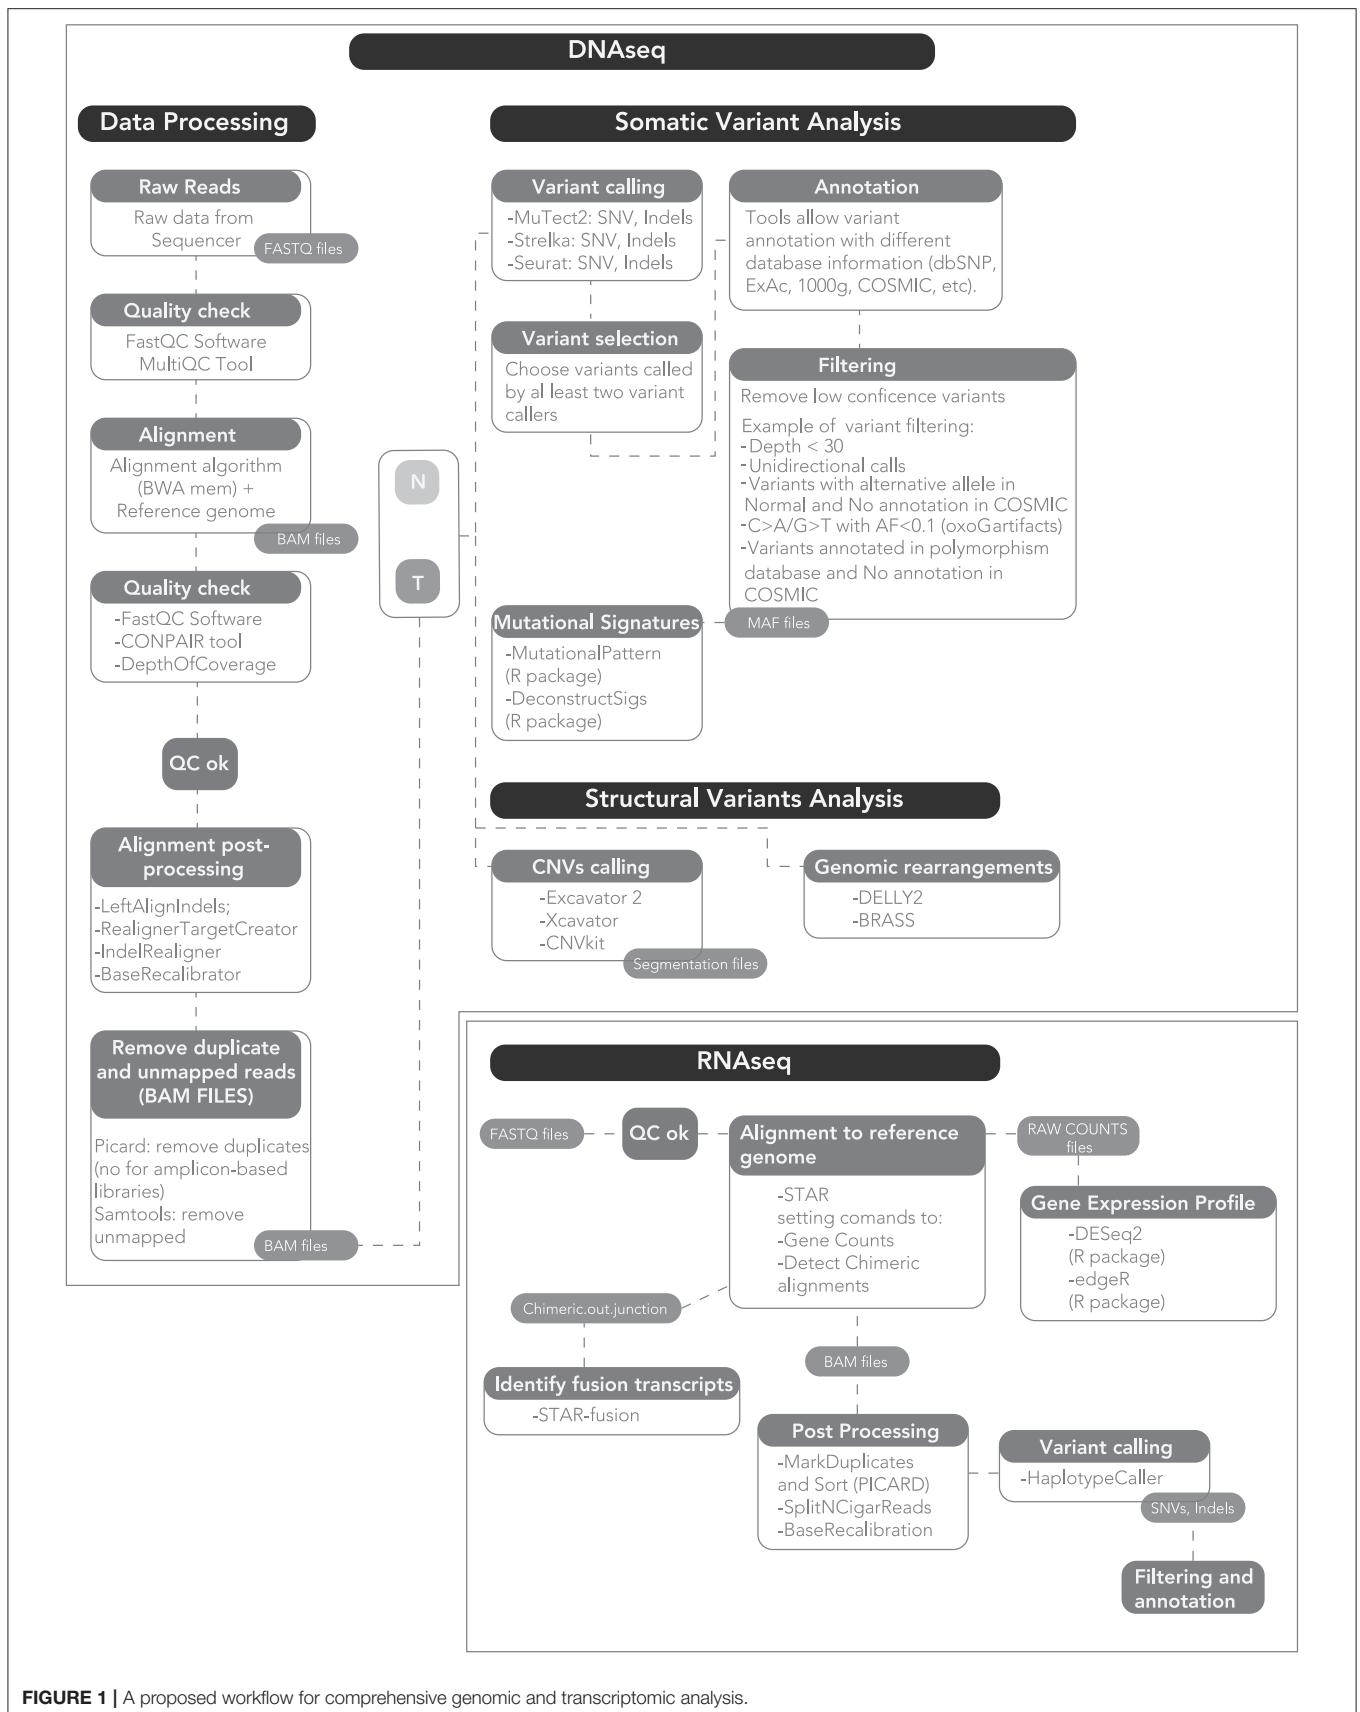 DNAseq
Data Processing
Raw Reads
Raw data from
Sequencer
FASTQ files
Quality check
FastQC Software
MultiQC Tool
Alignment
Alignment algorithm
(BWA mem) +
Reference genome
BAM files
Quality check
-FastQC Software
-CONPAIR tool
-DepthOfCoverage
QC ok
Alignment post-
processing
-LeftAlignIndels;
-RealignerTargetCreator
-IndelRealigner
-BaseRecalibrator
Remove duplicate
and unmapped reads
(BAM FILES)
Picard: remove duplicates
(no for amplicon-based
libraries)
Samtools: remove
unmapped
BAM files
N
T
Somatic Variant Analysis
Variant calling
-MuTect2: SNV, Indels
-Strelka: SNV, Indels
-Seurat: SNV, Indels
Variant selection
Choose variants called
by al least two variant
callers
Annotation
Tools allow variant
annotation with different
database information (dbSNP,
ExAc, 1000g, COSMIC, etc).
Filtering
Remove low conficence variants
Example of variant filtering:
-Depth < 30
-Unidirectional calls
-Variants with alternative allele in
Normal and No annotation in COSMIC
-C>A/G>T with AF<0.1 (oxoGartifacts)
-Variants annotated in polymorphism
database and No annotation in
COSMIC
MAF files
Mutational Signatures
-MutationalPattern
(R package)
-DeconstructSigs
(R package)
Structural Variants Analysis
CNVs calling
-Excavator 2
-Xcavator
-CNVkit
Segmentation files
Genomic rearrangements
-DELLY2
-BRASS
RNAseq
FASTQ files
QC ok
Alignment to reference
genome
-STAR
setting comands to:
-Gene Counts
-Detect Chimeric
alignments
RAW COUNTS
files
Gene Expression Profile
-DESeq2
(R package)
-edgeR
(R package)
Chimeric.out.junction
Identify fusion transcripts
-STAR-fusion
BAM files
Post Processing
-MarkDuplicates
and Sort (PICARD)
-SplitNCigarReads
-BaseRecalibration
Variant calling
-HaplotypeCaller
SNVs, Indels
Filtering and
annotation
FIGURE 1 | A proposed workflow for comprehensive genomic and transcriptomic analysis.